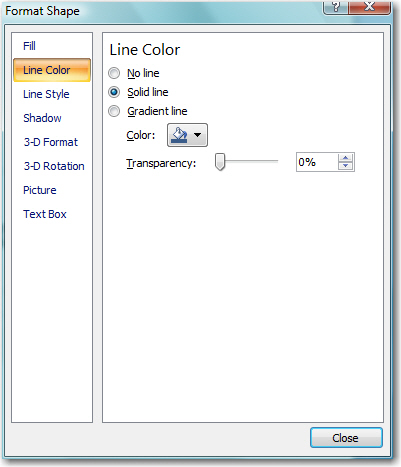 Format Shape
?
X
Fill
Line Color
Line Style
Shadow
3-D Format
3-D Rotation
Picture
Text Box
Line Color
No line
Solid line
Gradient line
Color:
Transparency:
0%
Close